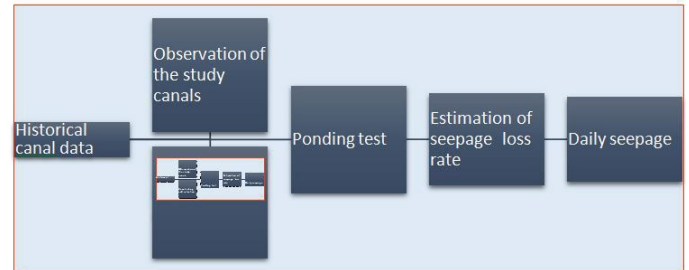 Observation of
the study
canals
Historical
canal data
Ponding test
Estimation of
seepage loss
rate
Daily seepage